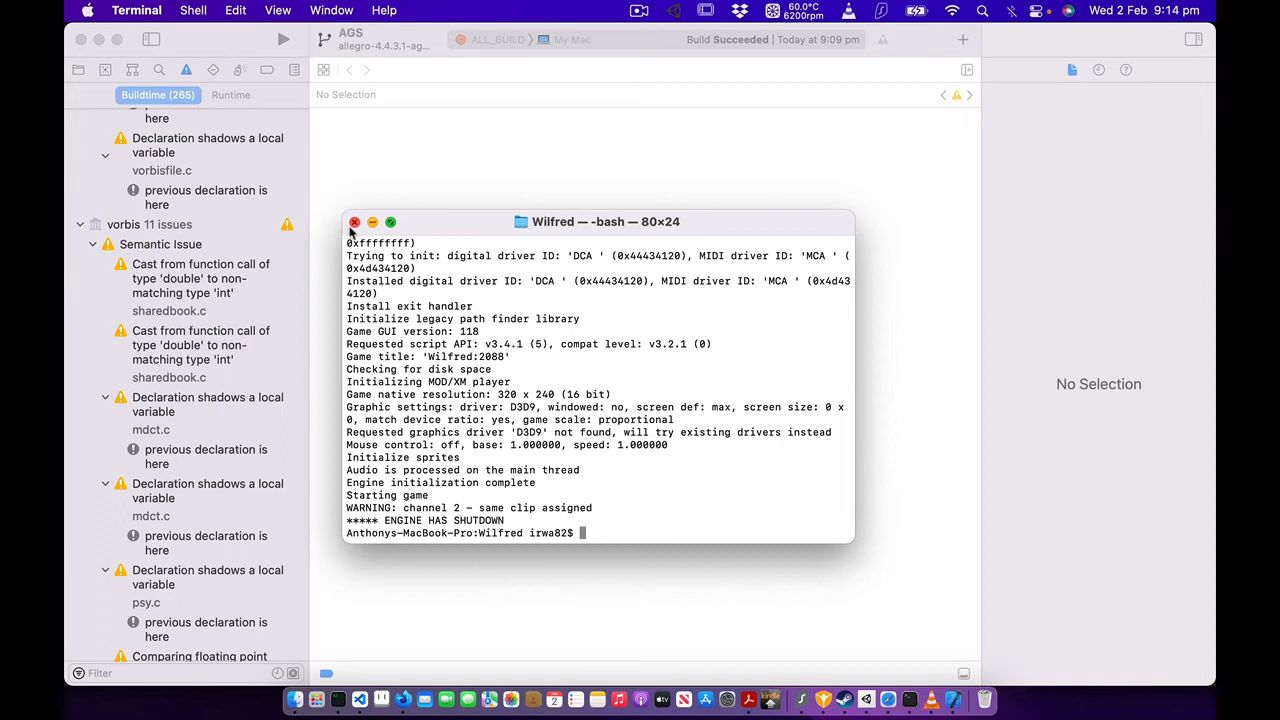 Terminal Shell Edit View Window Help
60.0°C
6200rpm
Wed 2 Feb 9:14 pm
AGS
allegro-4.4.3.1-ag...
ALL_BUILD 〉 My Mac
Build Succeeded | Today at 9:09 pm
Buildtime (265) Runtime
No Selection
here
Declaration shadows a local
variable
vorbisfile.c
previous declaration is
here
vorbis 11 issues
Semantic Issue
Cast from function call of
type 'double' to non-
matching type 'int'
sharedbook.c
Cast from function call of
type 'double' to non-
matching type 'int'
sharedbook.c
Declaration shadows a local
variable
mdct.c
previous declaration is
here
Declaration shadows a local
variable
mdct.c
previous declaration is
here
Declaration shadows a local
variable
psy.c
previous declaration is
here
Comparing floating point
Filter
Wilfred — -bash — 80×24
0xffffffff)
Trying to init: digital driver ID: 'DCA ' (0x44434120), MIDI driver ID: 'MCA ' (
0x4d434120)
Installed digital driver ID: 'DCA ' (0x44434120), MIDI driver ID: 'MCA ' (0x4d43
4120)
Install exit handler
Initialize legacy path finder library
Game GUI version: 118
Requested script API: v3.4.1 (5), compat level: v3.2.1 (0)
Game title: 'Wilfred:2088'
Checking for disk space
Initializing MOD/XM player
Game native resolution: 320 x 240 (16 bit)
Graphic settings: driver: D3D9, windowed: no, screen def: max, screen size: 0 x
0, match device ratio: yes, game scale: proportional
Requested graphics driver 'D3D9' not found, will try existing drivers instead
Mouse control: off, base: 1.000000, speed: 1.000000
Initialize sprites
Audio is processed on the main thread
Engine initialization complete
Starting game
WARNING: channel 2 - same clip assigned
***** ENGINE HAS SHUTDOWN
Anthonys-MacBook-Pro:Wilfred irwa82$
No Selection